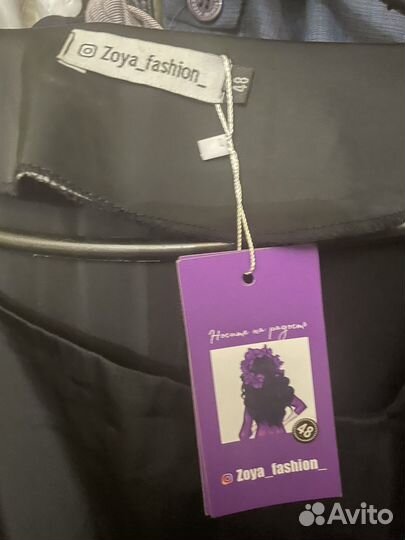 Zoya_fashion_
48
Носите на радость
48
Zoya_fashion_
Avito